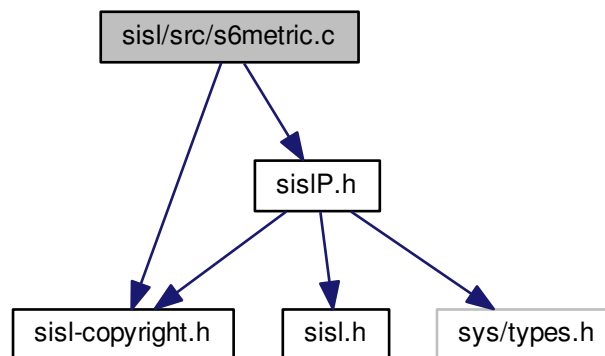 sisl/src/s6metric.c
sislP.h
sisl-copyright.h
sisl.h
sys/types.h